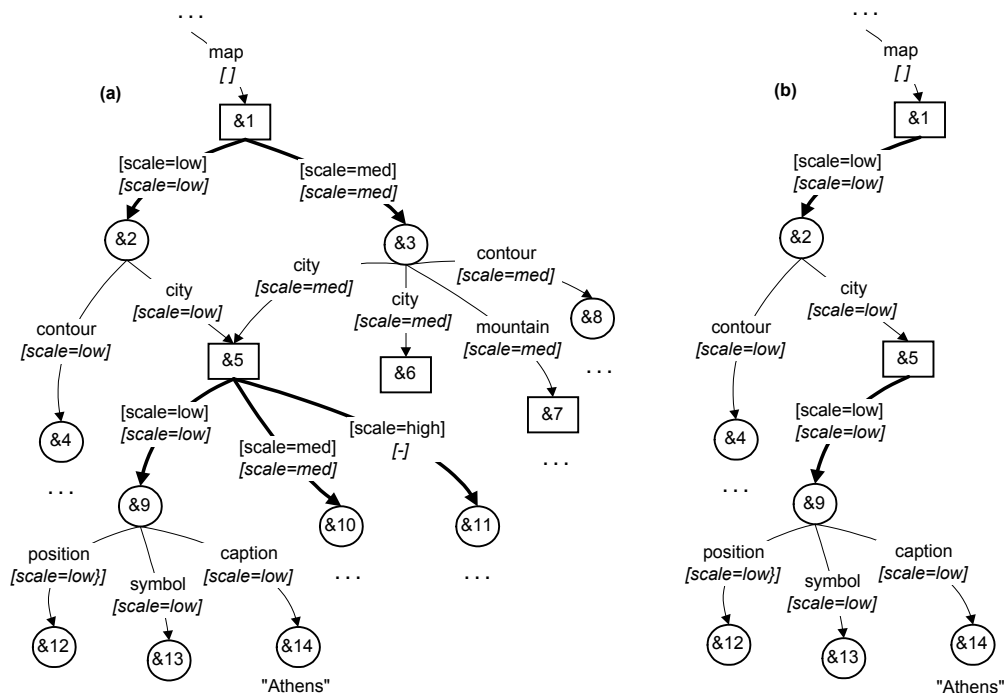 . . .
map
[ ]
(a)
&1
[scale=low]
[scale=low]
[scale=med]
[scale=med]
&2
&3
city
[scale=med]
contour
[scale=med]
city
[scale=low]
city
[scale=med]
&8
contour
[scale=low]
mountain
[scale=med]
. . .
&5
&6
&7
[scale=low]
[scale=low]
[scale=high]
[-]
&4
[scale=med]
[scale=med]
. . .
. . .
&9
&10
&11
position
[scale=low}]
symbol
[scale=low]
caption
[scale=low]
. . .
. . .
&12
&13
&14
"Athens"
. . .
map
[ ]
(b)
&1
[scale=low]
[scale=low]
&2
city
[scale=low]
contour
[scale=low]
&5
[scale=low]
[scale=low]
&4
. . .
&9
position
[scale=low}]
symbol
[scale=low]
caption
[scale=low]
&12
&13
&14
"Athens"